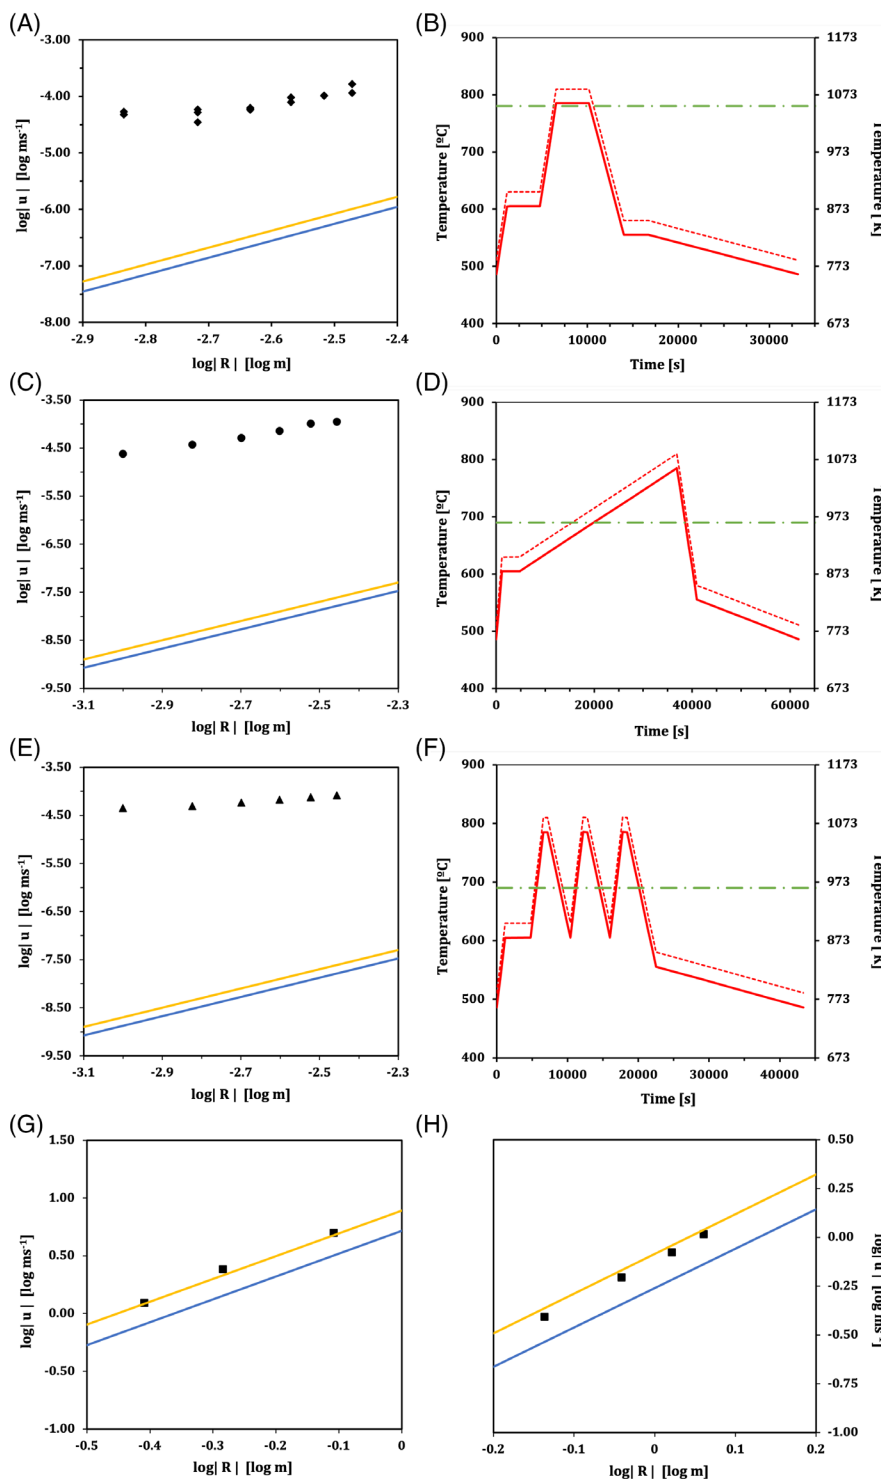 (A)
-3.00
-4.00
-5.00
-6.00
-7.00
-8.00
log| u | [log ms⁻¹]
-2.9 -2.8 -2.7 -2.6 -2.5 -2.4
log| R | [log m]
(B)
900
800
700
600
500
400
Temperature [ºC]
1173
1073
973
873
773
673
Temperature [K]
0 10000 20000 30000
Time [s]
(C)
-3.50
-4.50
-5.50
-6.50
-7.50
-8.50
-9.50
log| u | [log ms⁻¹]
-3.1 -2.9 -2.7 -2.5 -2.3
log| R | [log m]
(D)
900
800
700
600
500
400
Temperature [ºC]
1173
1073
973
873
773
673
Temperature [K]
0 20000 40000 60000
Time [s]
(E)
-3.50
-4.50
-5.50
-6.50
-7.50
-8.50
-9.50
log| u | [log ms⁻¹]
-3.1 -2.9 -2.7 -2.5 -2.3
log| R | [log m]
(F)
900
800
700
600
500
400
Temperature [ºC]
1173
1073
973
873
773
673
Temperature [K]
0 10000 20000 30000 40000
Time [s]
(G)
1.50
1.00
0.50
0.00
-0.50
-1.00
log| u | [log ms⁻¹]
-0.5 -0.4 -0.3 -0.2 -0.1 0
log| R | [log m]
(H)
0.50
0.25
0.00
-0.25
-0.50
-0.75
-1.00
log| u | [log ms⁻¹]
-0.2 -0.1 0 0.1 0.2
log| R | [log m]